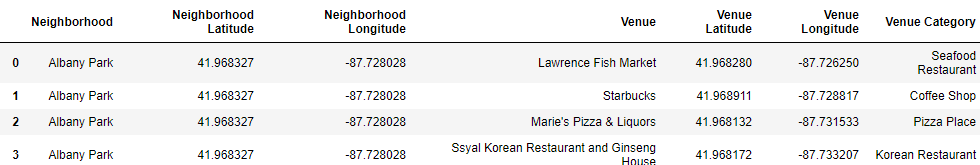 Neighborhood Neighborhood Latitude Neighborhood Longitude Venue Venue Latitude Venue Longitude Venue Category
0 Albany Park 41.968327 -87.728028 Lawrence Fish Market 41.968280 -87.726250 Seafood Restaurant
1 Albany Park 41.968327 -87.728028 Starbucks 41.968911 -87.728817 Coffee Shop
2 Albany Park 41.968327 -87.728028 Marie's Pizza & Liquors 41.968132 -87.731533 Pizza Place
3 Albany Park 41.968327 -87.728028 Ssyal Korean Restaurant and Ginseng House 41.968172 -87.733207 Korean Restaurant